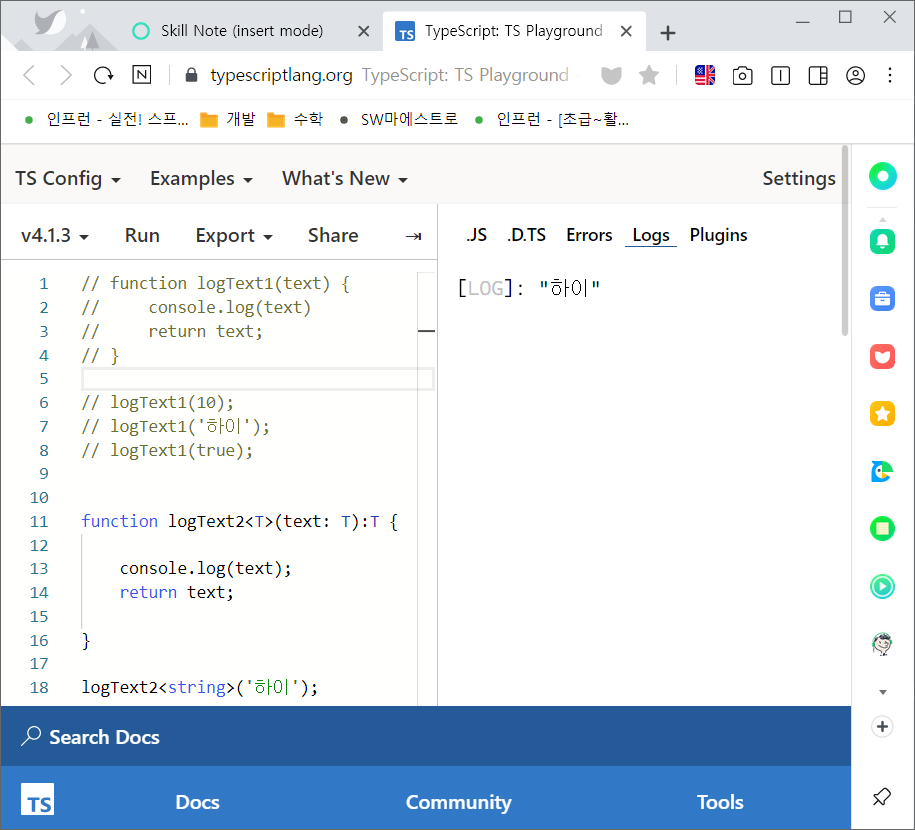 Skill Note (insert mode)
TS TypeScript: TS Playground
N typescriptlang.org TypeScript: TS Playground
인프런 - 실전! 스프... 개발 수학 SW마에스트로 인프런 - [초급~활...
TS Config Examples What's New Settings
v4.1.3 Run Export Share
.JS .D.TS Errors Logs Plugins
[LOG]: "하이"
1 // function logText1(text) {
2 //     console.log(text)
3 //     return text;
4 // }
5
6 // logText1(10);
7 // logText1('하이');
8 // logText1(true);
9
10
11 function logText2<T>(text: T):T {
12
13     console.log(text);
14     return text;
15
16 }
17
18 logText2<string>('하이');
Search Docs
TS Docs Community Tools